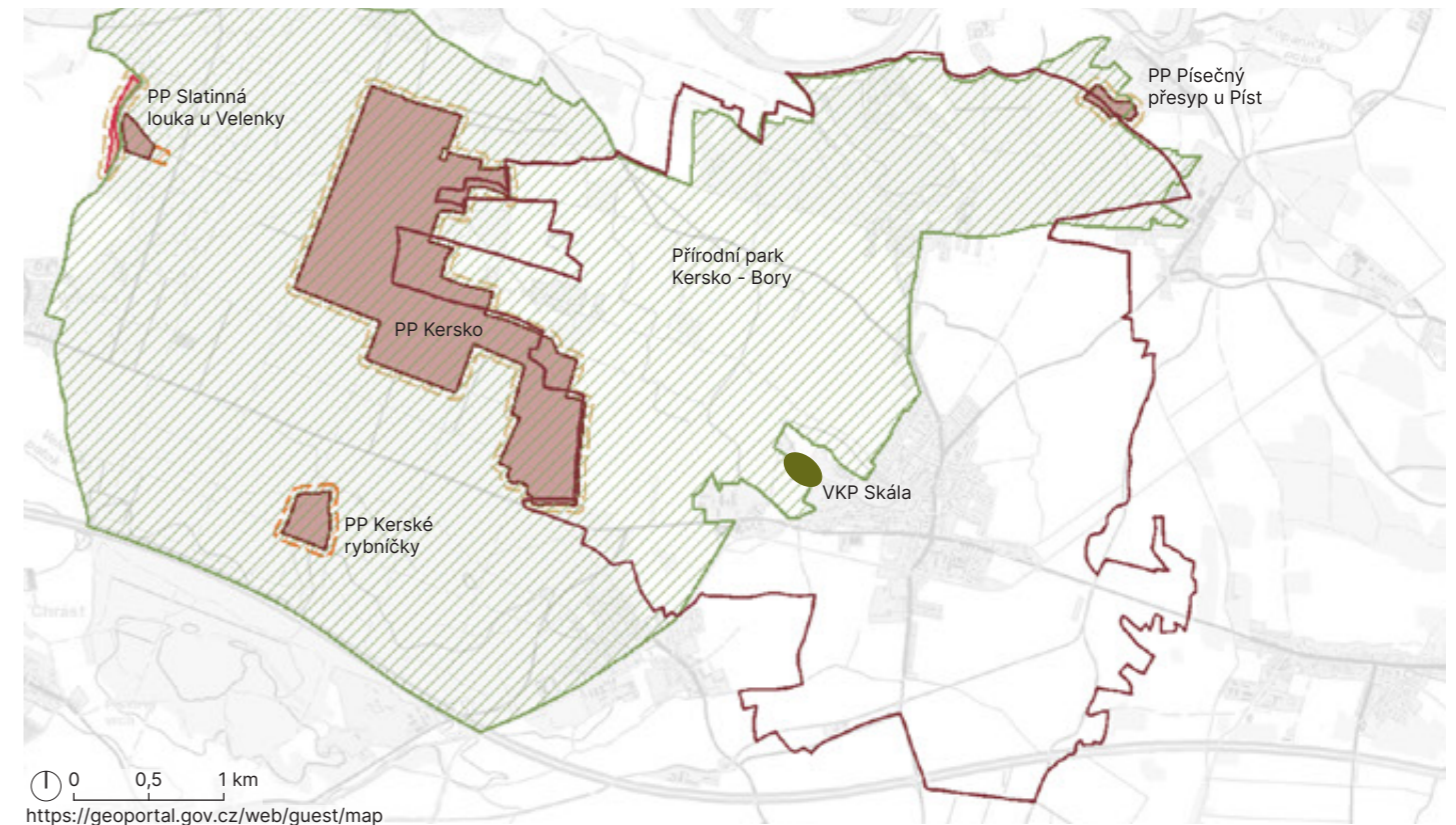 PP Slatinná
louka u Velenky
PP Písečný
přesyp u Píst
Přírodní park
Kersko - Bory
PP Kersko
VKP Skála
PP Kerské
rybníčky
Chrást
0 0,5 1 km
https://geoportal.gov.cz/web/guest/map